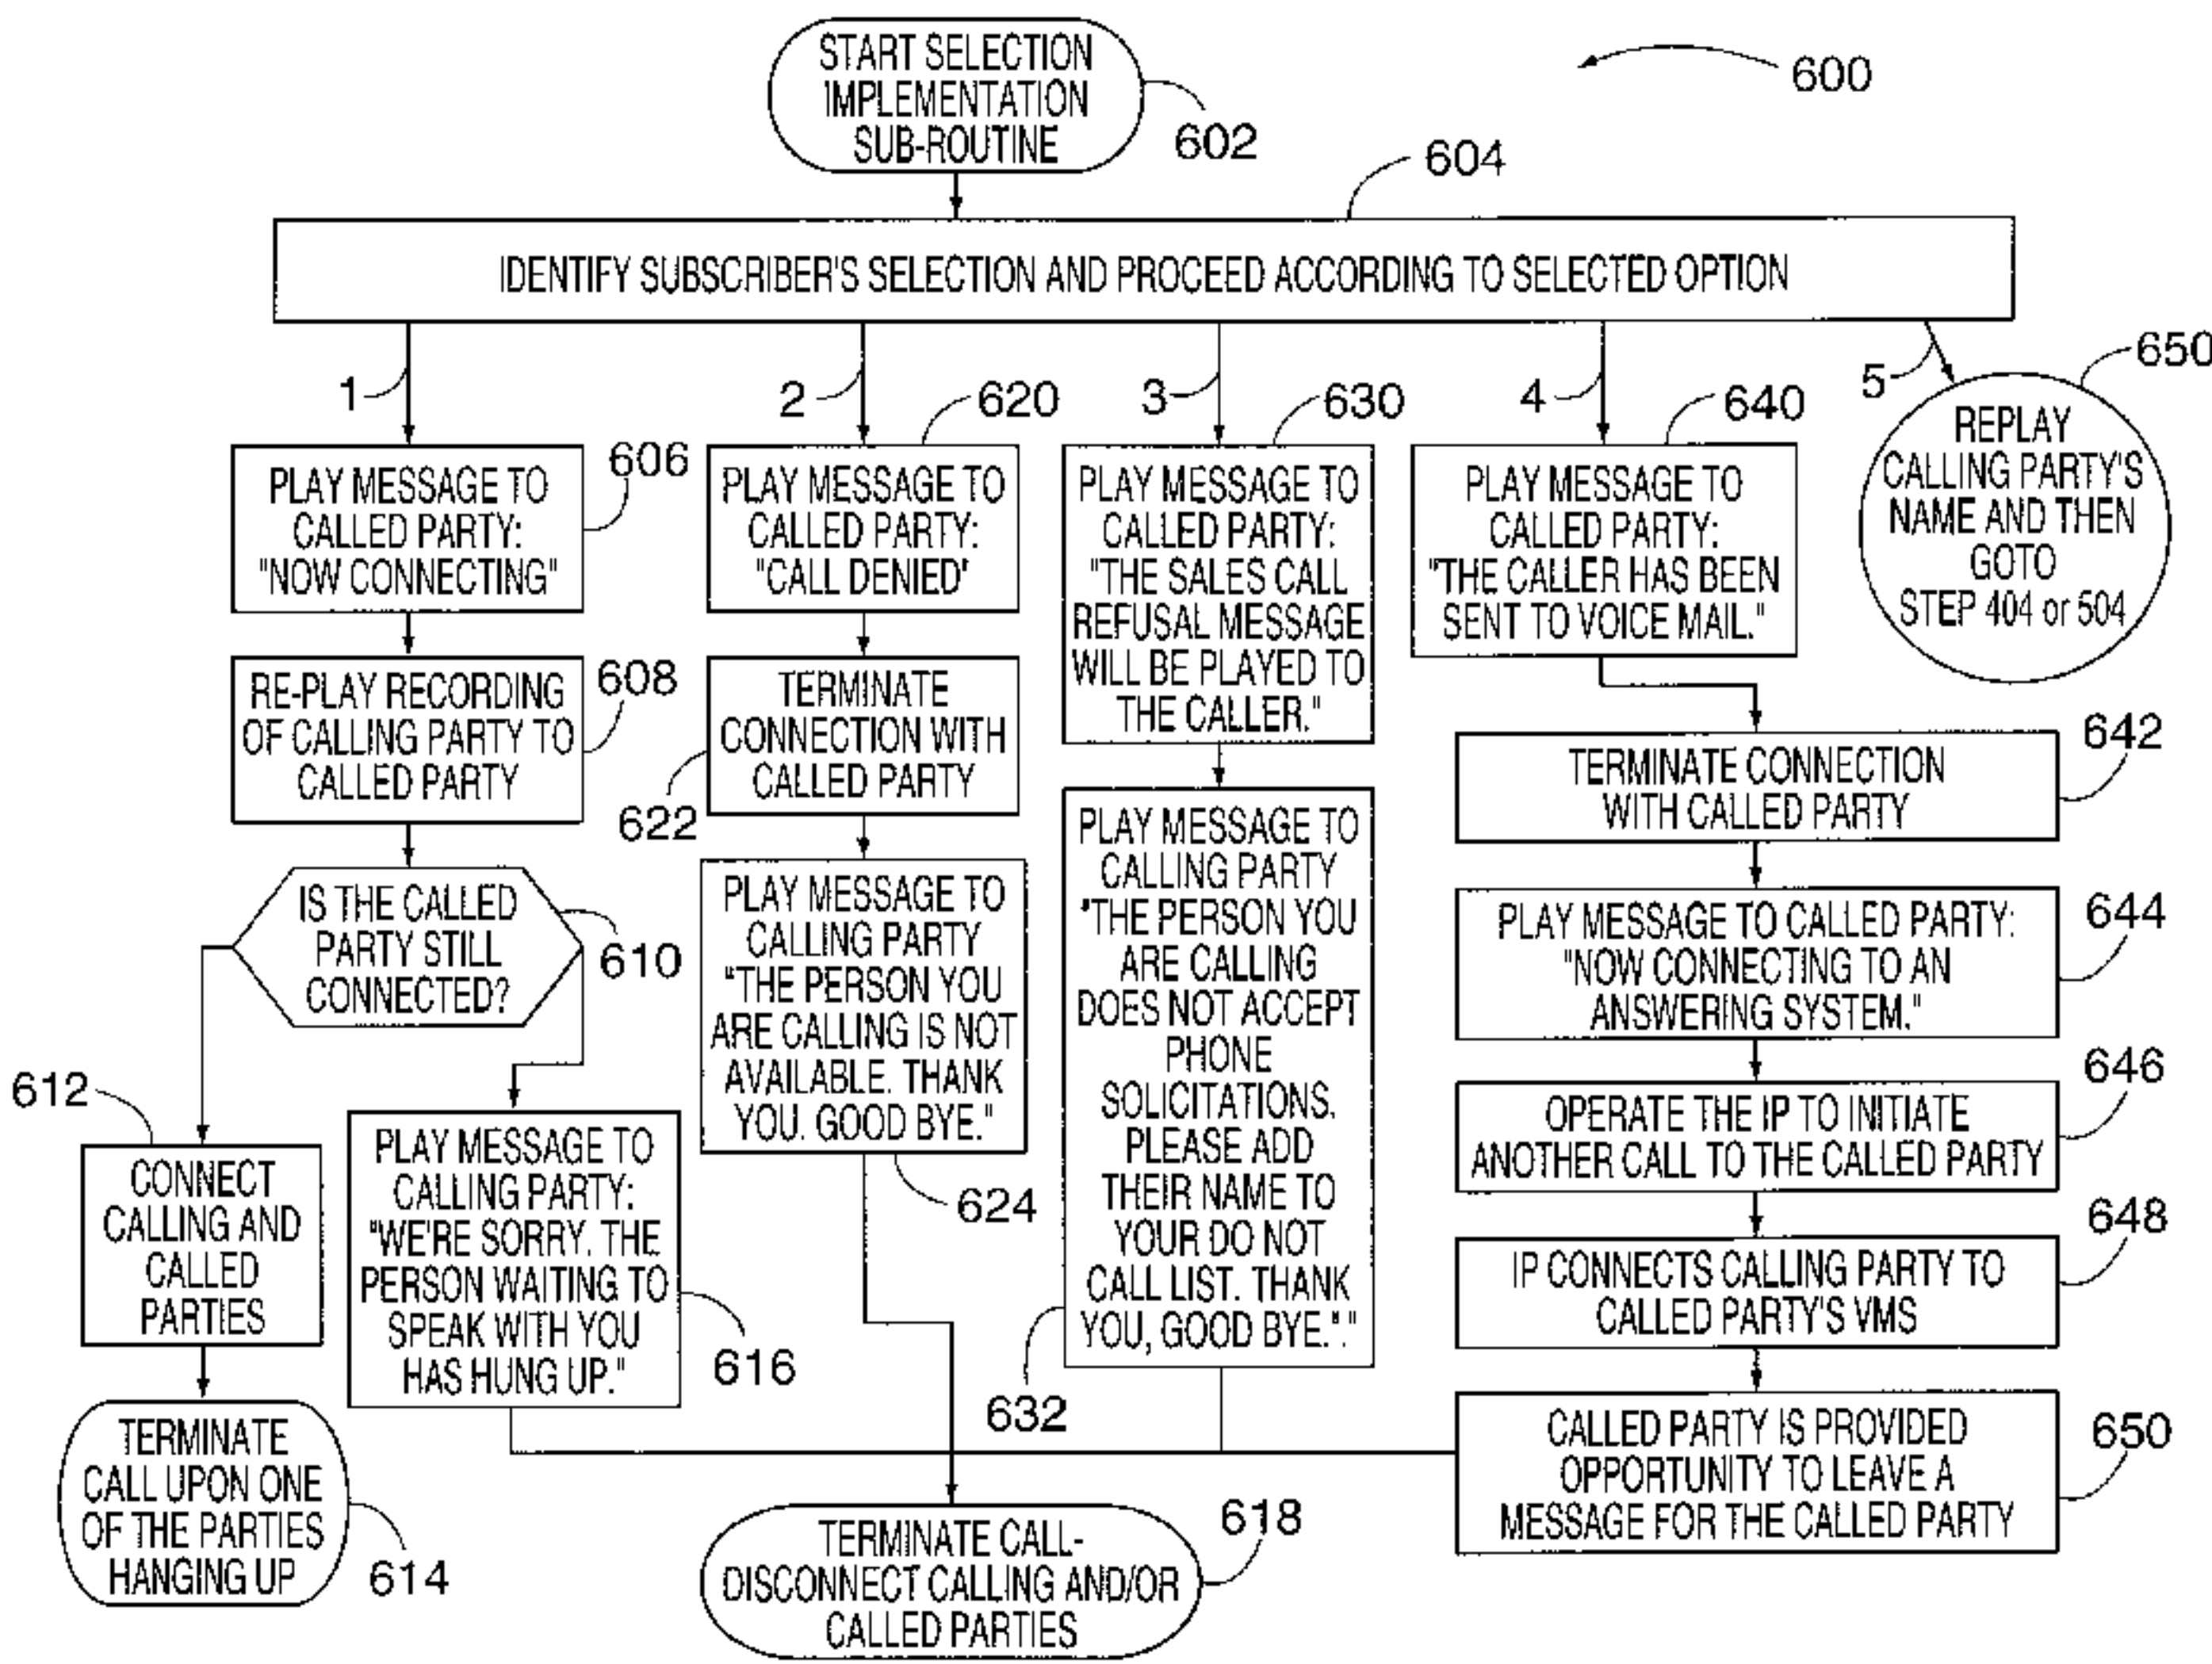 START SELECTION
IMPLEMENTATION
SUB-ROUTINE
602
600
604
IDENTIFY SUBSCRIBER'S SELECTION AND PROCEED ACCORDING TO SELECTED OPTION
1
2
3
4
5
606
PLAY MESSAGE TO
CALLED PARTY:
"NOW CONNECTING"
608
RE-PLAY RECORDING
OF CALLING PARTY TO
CALLED PARTY
610
IS THE CALLED
PARTY STILL
CONNECTED?
612
CONNECT
CALLING AND
CALLED
PARTIES
614
TERMINATE
CALL UPON ONE
OF THE PARTIES
HANGING UP
616
PLAY MESSAGE TO
CALLING PARTY:
"WE'RE SORRY. THE
PERSON WAITING TO
SPEAK WITH YOU
HAS HUNG UP."
620
PLAY MESSAGE TO
CALLED PARTY:
"CALL DENIED'
622
TERMINATE
CONNECTION WITH
CALLED PARTY
624
PLAY MESSAGE TO
CALLING PARTY
"THE PERSON YOU
ARE CALLING IS NOT
AVAILABLE. THANK
YOU. GOOD BYE."
630
PLAY MESSAGE TO
CALLED PARTY:
"THE SALES CALL
REFUSAL MESSAGE
WILL BE PLAYED TO
THE CALLER."
632
PLAY MESSAGE TO
CALLING PARTY
"THE PERSON YOU
ARE CALLING
DOES NOT ACCEPT
PHONE
SOLICITATIONS.
PLEASE ADD
THEIR NAME TO
YOUR DO NOT
CALL LIST. THANK
YOU, GOOD BYE."."
640
PLAY MESSAGE TO
CALLED PARTY:
"THE CALLER HAS BEEN
SENT TO VOICE MAIL."
642
TERMINATE CONNECTION
WITH CALLED PARTY
644
PLAY MESSAGE TO CALLED PARTY:
"NOW CONNECTING TO AN
ANSWERING SYSTEM."
646
OPERATE THE IP TO INITIATE
ANOTHER CALL TO THE CALLED PARTY
648
IP CONNECTS CALLING PARTY TO
CALLED PARTY'S VMS
650
CALLED PARTY IS PROVIDED
OPPORTUNITY TO LEAVE A
MESSAGE FOR THE CALLED PARTY
650
REPLAY
CALLING PARTY'S
NAME AND THEN
GOTO
STEP 404 or 504
618
TERMINATE CALL-
DISCONNECT CALLING AND/OR
CALLED PARTIES